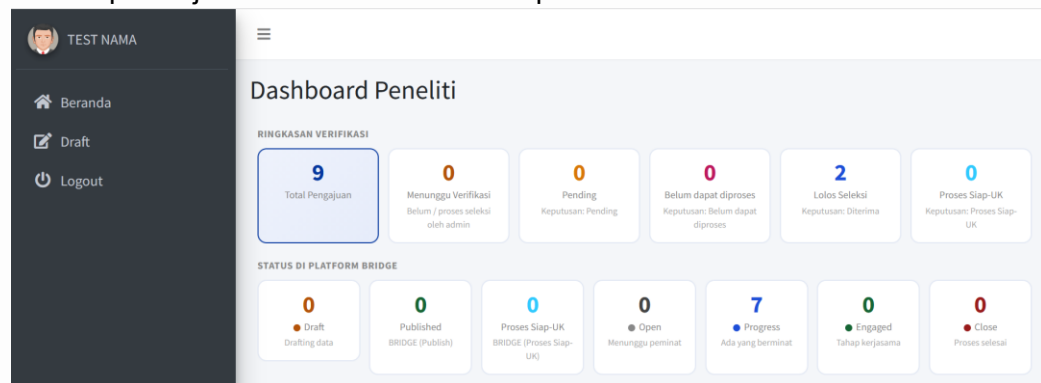 TEST NAMA
Beranda
Draft
Logout
Dashboard Peneliti
RINGKASAN VERIFIKASI
9
Total Pengajuan
0
Menunggu Verifikasi
Belum / proses seleksi
oleh admin
0
Pending
Keputusan: Pending
0
Belum dapat diproses
Keputusan: Belum dapat
diproses
2
Lolos Seleksi
Keputusan: Diterima
0
Proses Siap-UK
Keputusan: Proses Siap-
UK
STATUS DI PLATFORM BRIDGE
0
Draft
Drafting data
0
Published
BRIDGE (Publish)
0
Proses Siap-UK
BRIDGE (Proses Siap-
UK)
0
Open
Menunggu peminat
7
Progress
Ada yang berminat
0
Engaged
Tahap kerjasama
0
Close
Proses selesai